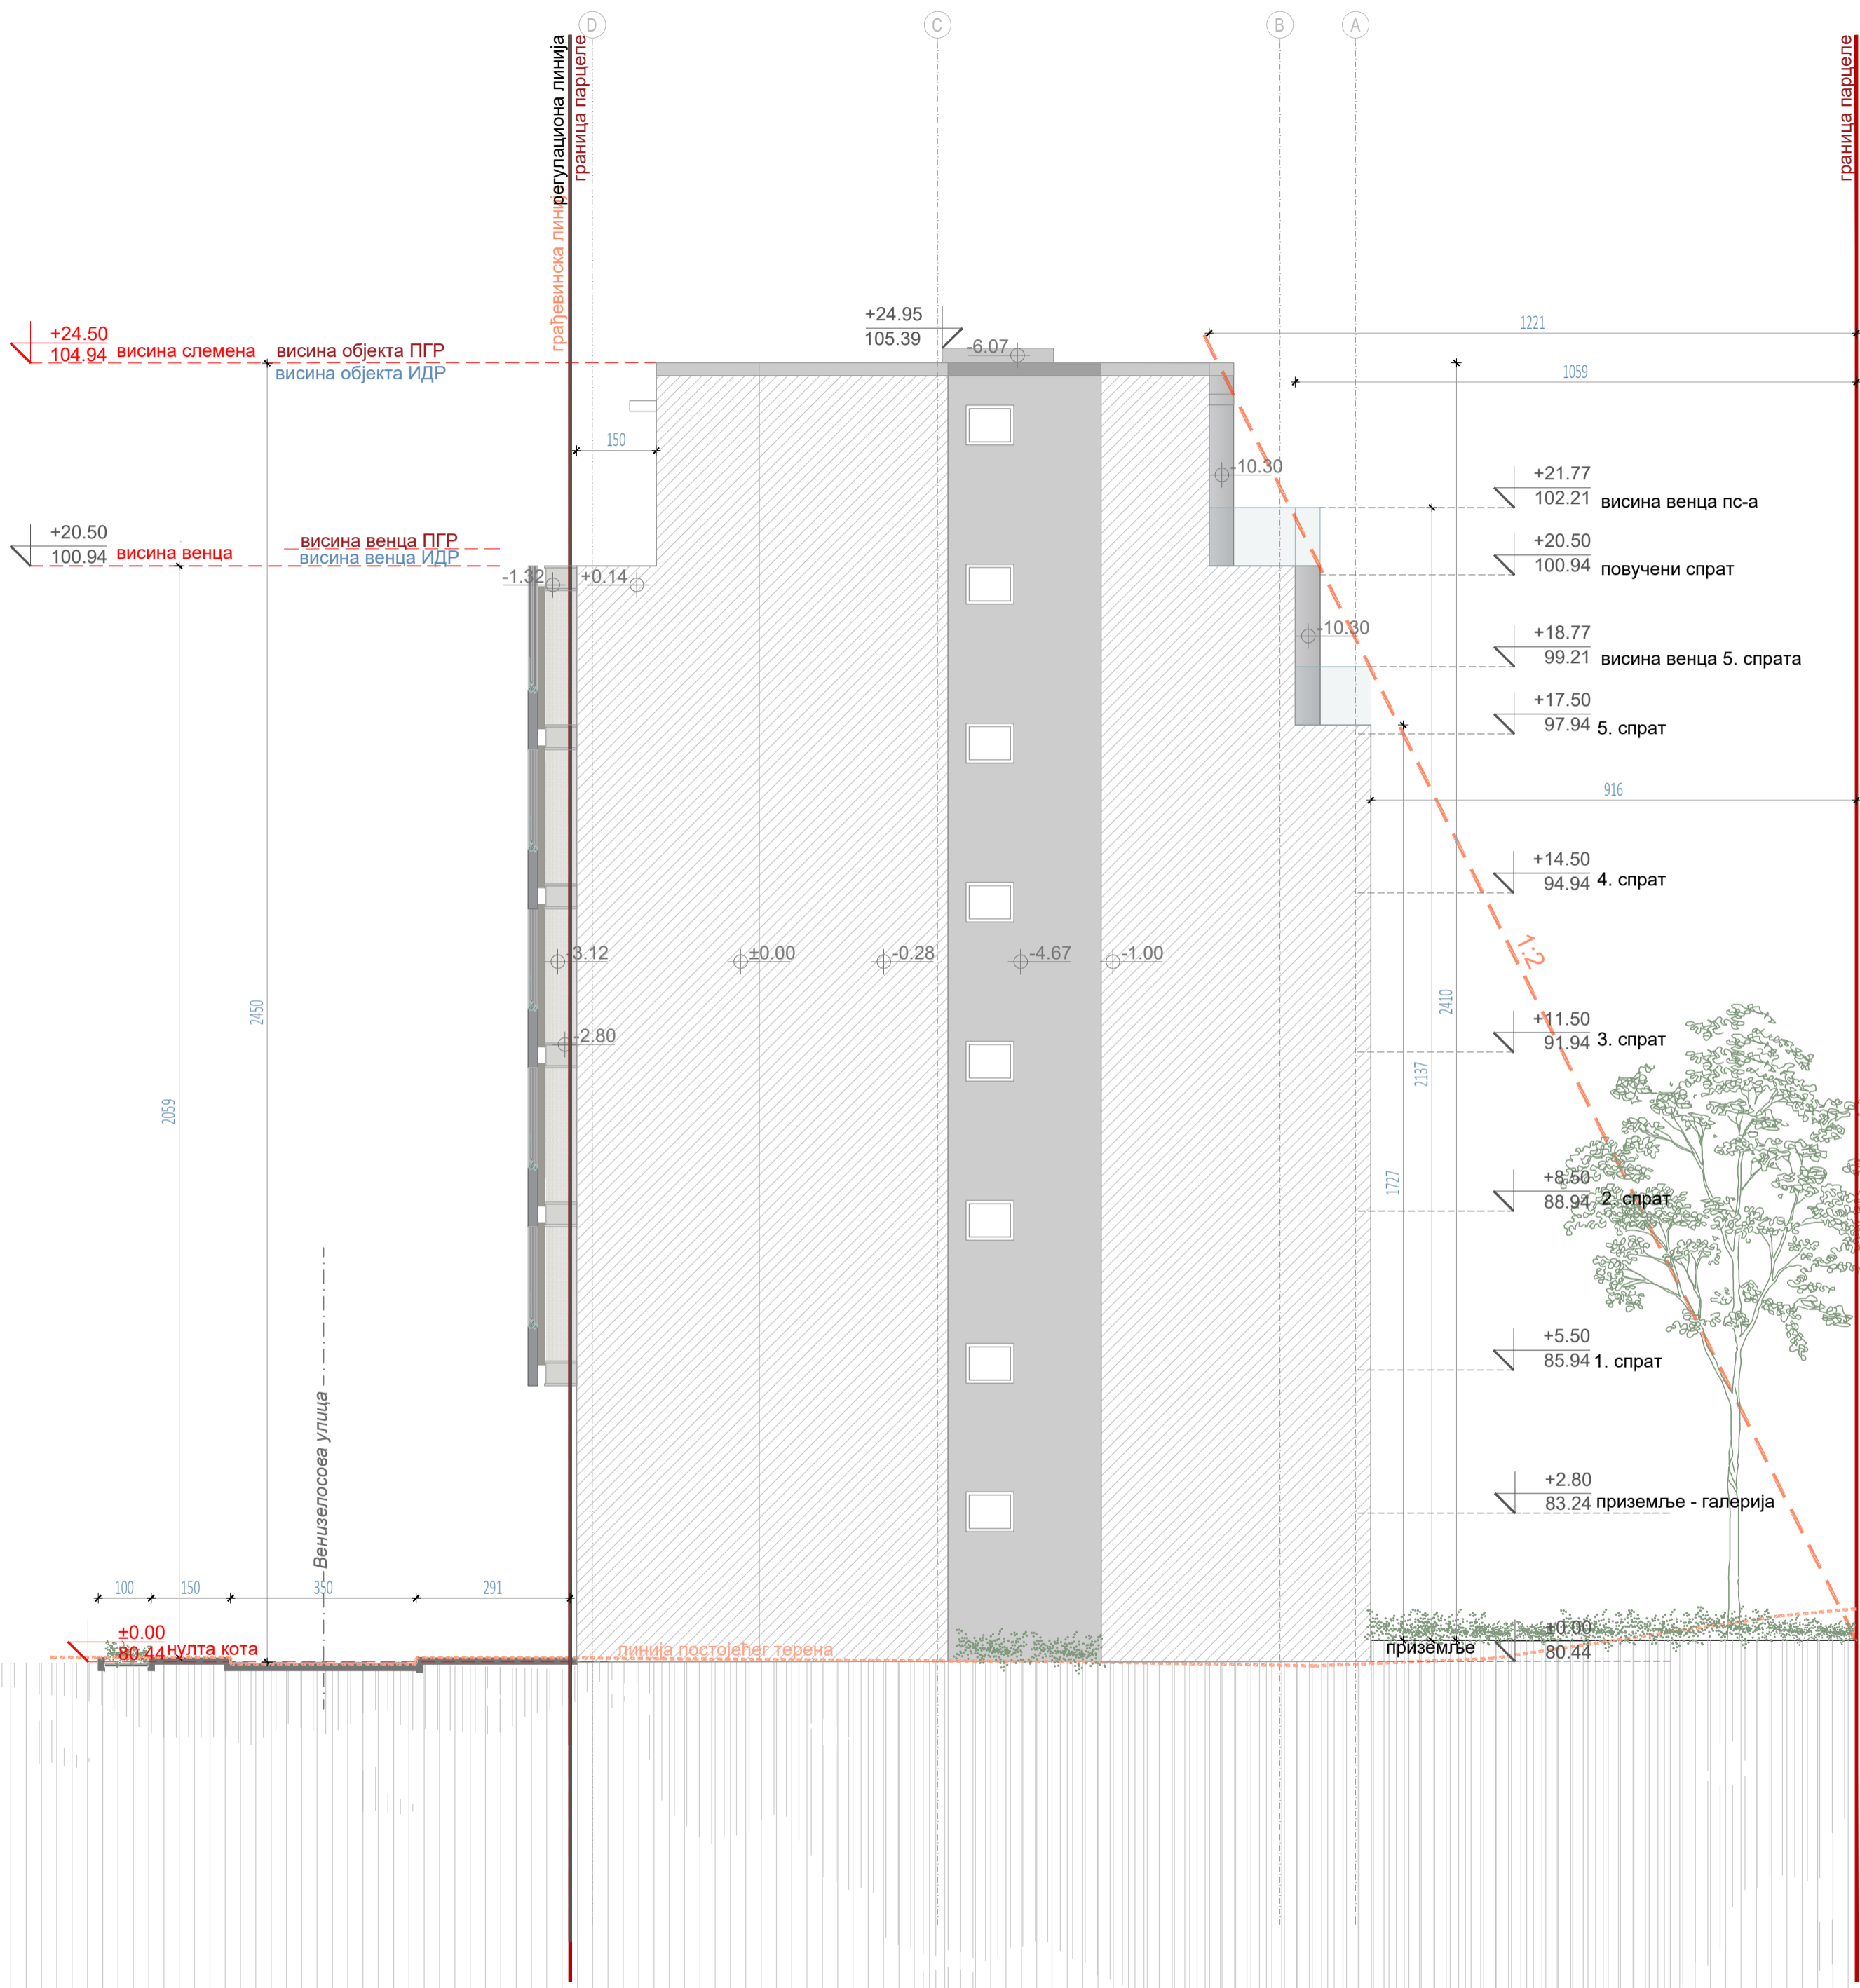 D
C
B
A
регулациона линија
граница парцеле
грађевинска линија
граница парцеле
+24.50
104.94
висина слемена
висина објекта ПГР
висина објекта ИДР
+24.95
105.39
-6.07
1221
1059
150
-10.30
+21.77
102.21
висина венца пс-а
+20.50
100.94
висина венца
висина венца ПГР
висина венца ИДР
+20.50
100.94
повучени спрат
-1.32
+0.14
-10.30
+18.77
99.21
висина венца 5. спрата
+17.50
97.94
5. спрат
916
+14.50
94.94
4. спрат
1:2
-3.12
±0.00
-0.28
-4.67
-1.00
2450
2410
-2.80
+11.50
91.94
3. спрат
2059
2137
1727
+8.50
88.94
2. спрат
+5.50
85.94
1. спрат
Венизелосова улица
+2.80
83.24
приземље - галерија
100
150
350
291
±0.00
80.44
нулта кота
линија постојећег терена
±0.00
80.44
приземље